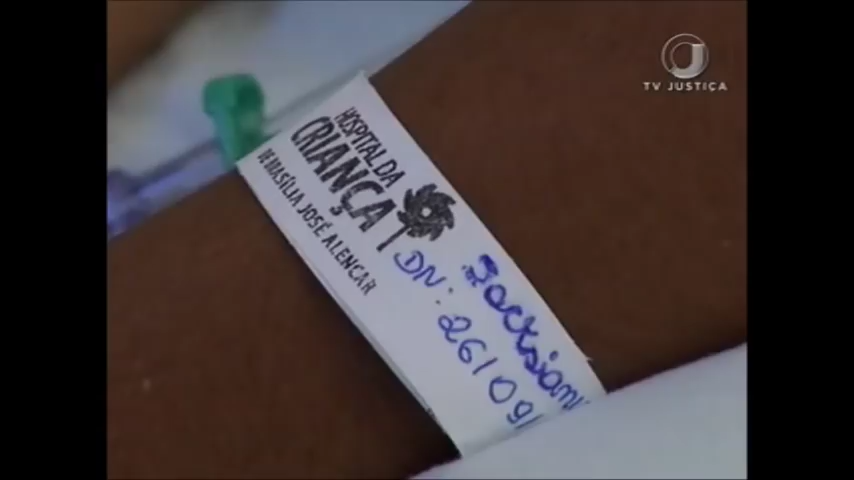 TV JUSTIÇA
HOSPITAL DA
CRIANÇA
DE BRASÍLIA JOSÉ ALENCAR
DN: 26/09/